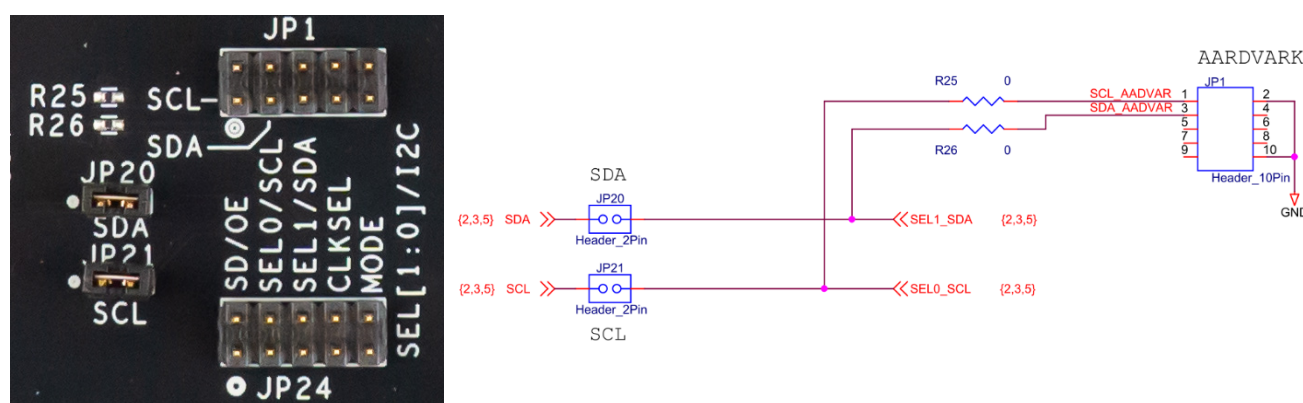 JP1
R25
SCL
R26
SDA
JP20
SDA
JP21
SCL
SD/OE
SEL0/SCL
SEL1/SDA
CLKSEL
MODE
SEL[1:0]/I2C
JP24
AARDVARK
R25 0
SCL_AADVAR
JP1
1 2
SDA_AADVAR
3 4
5 6
7 8
9 10
R26 0
Header_10Pin
GND
SDA
JP20
{2,3,5} SDA
SEL1_SDA {2,3,5}
Header_2Pin
JP21
{2,3,5} SCL
SEL0_SCL {2,3,5}
Header_2Pin
SCL